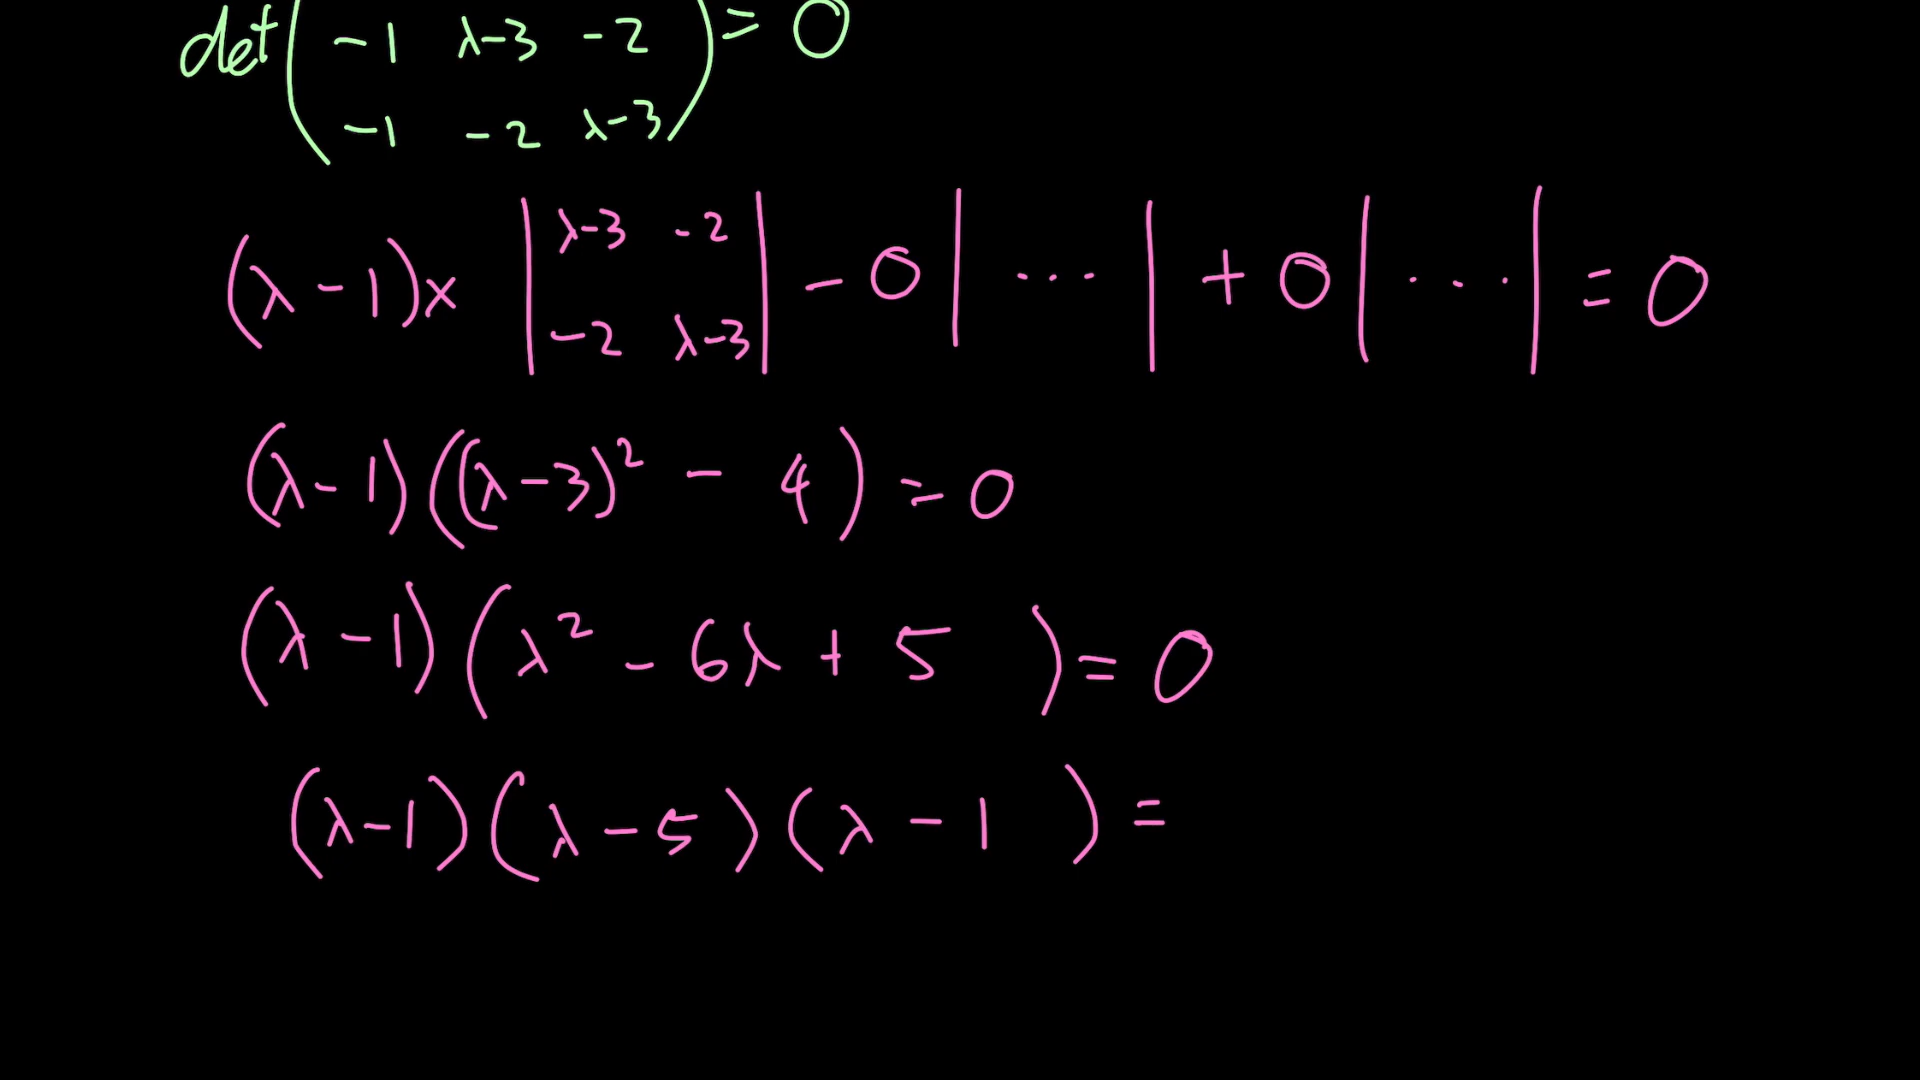 det( -1 λ-3 -2 ) = 0
-1 -2 λ-3
(λ-1)x | λ-3 -2 | - 0 | ... | + 0 | ... | = 0
-2 λ-3
(λ-1)((λ-3)² - 4) = 0
(λ-1)(λ² - 6λ + 5) = 0
(λ-1)(λ-5)(λ-1) =